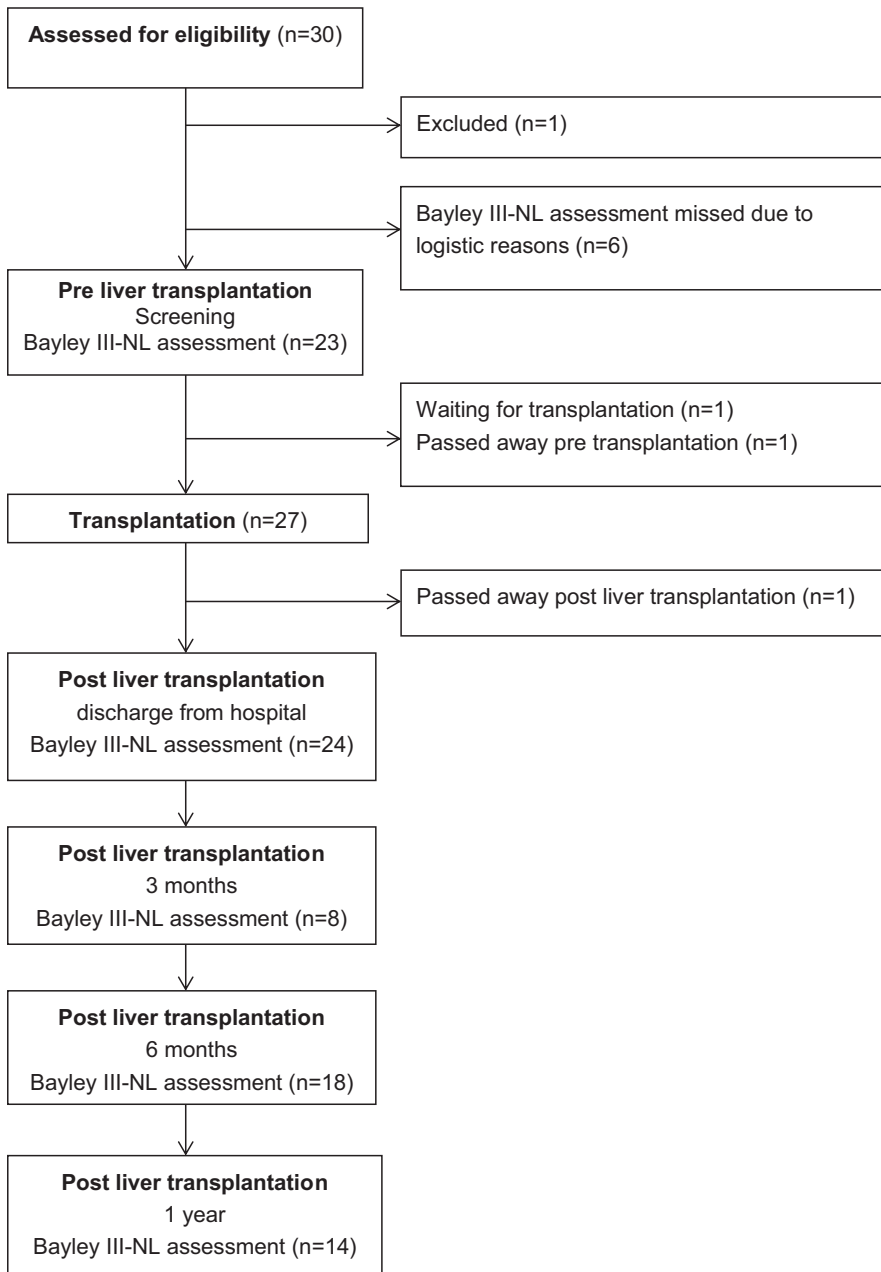 Assessed for eligibility (n=30)
Excluded (n=1)
Bayley III-NL assessment missed due to
logistic reasons (n=6)
Pre liver transplantation
Screening
Bayley III-NL assessment (n=23)
Waiting for transplantation (n=1)
Passed away pre transplantation (n=1)
Transplantation (n=27)
Passed away post liver transplantation (n=1)
Post liver transplantation
discharge from hospital
Bayley III-NL assessment (n=24)
Post liver transplantation
3 months
Bayley III-NL assessment (n=8)
Post liver transplantation
6 months
Bayley III-NL assessment (n=18)
Post liver transplantation
1 year
Bayley III-NL assessment (n=14)